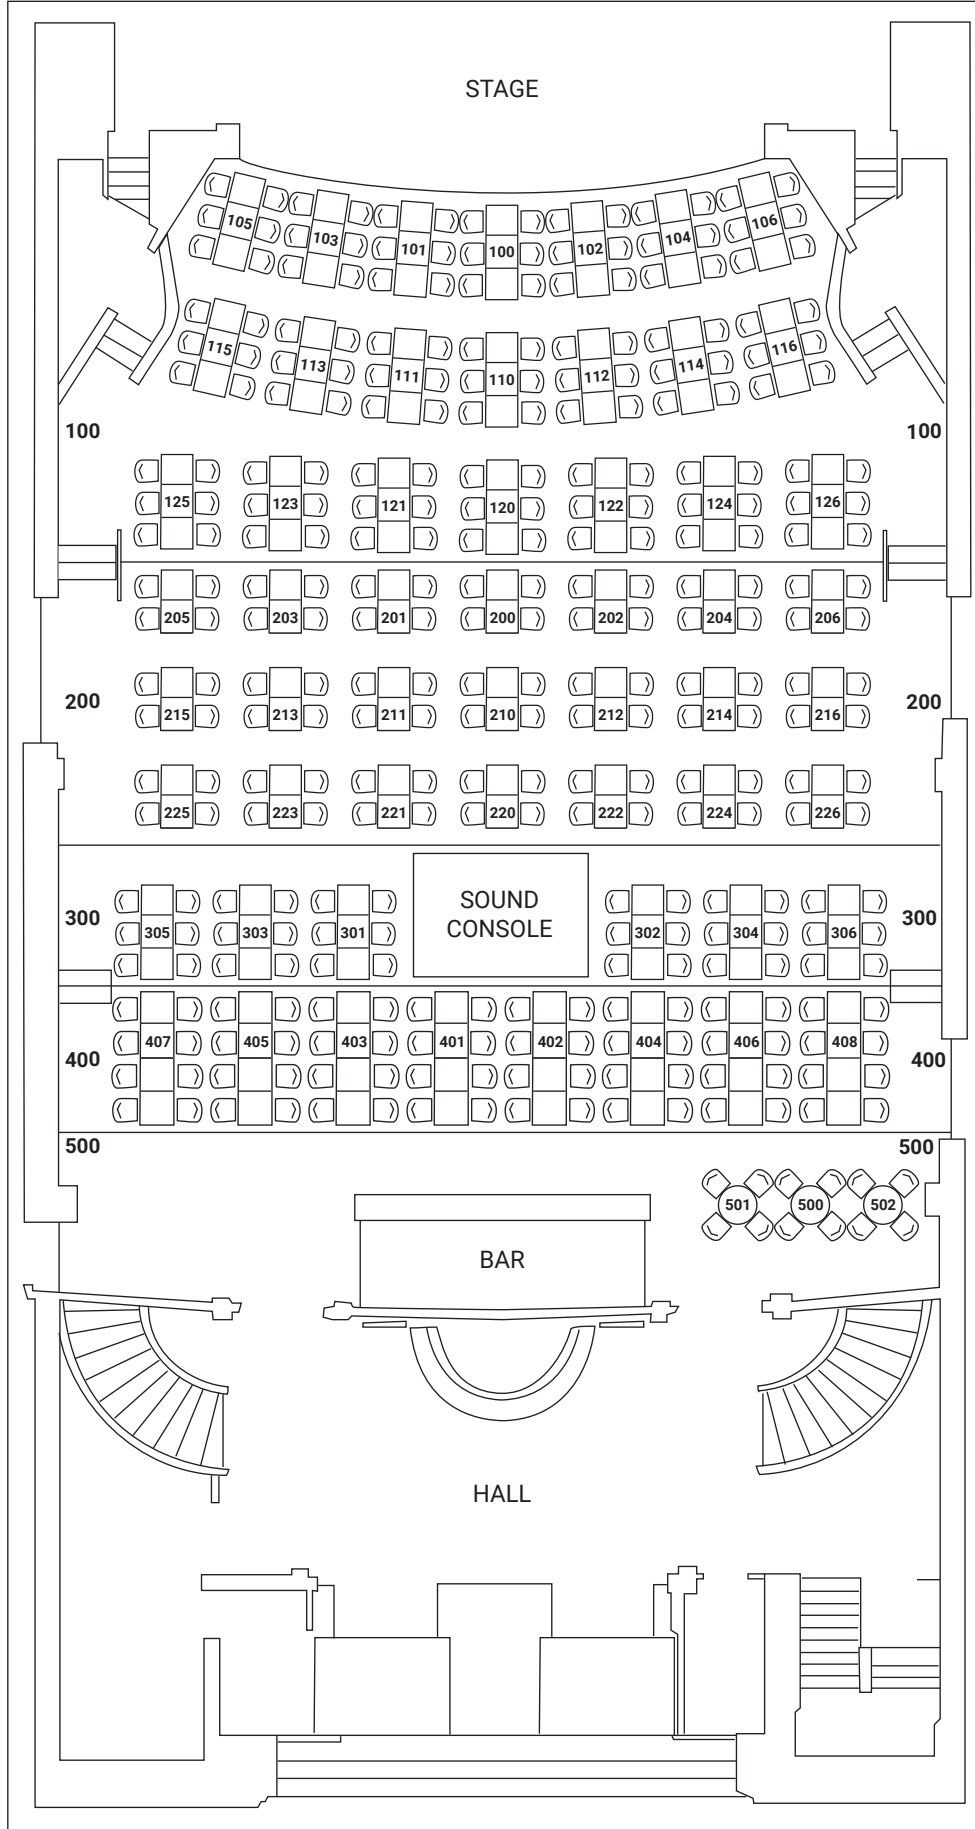 STAGE
105 103 101 100 102 104 106
115 113 111 110 112 114 116
100 100
125 123 121 120 122 124 126
205 203 201 200 202 204 206
200 200
215 213 211 210 212 214 216
225 223 221 220 222 224 226
SOUND
CONSOLE
300 300
305 303 301 302 304 306
407 405 403 401 402 404 406 408
400 400
500 500
501 500 502
BAR
HALL